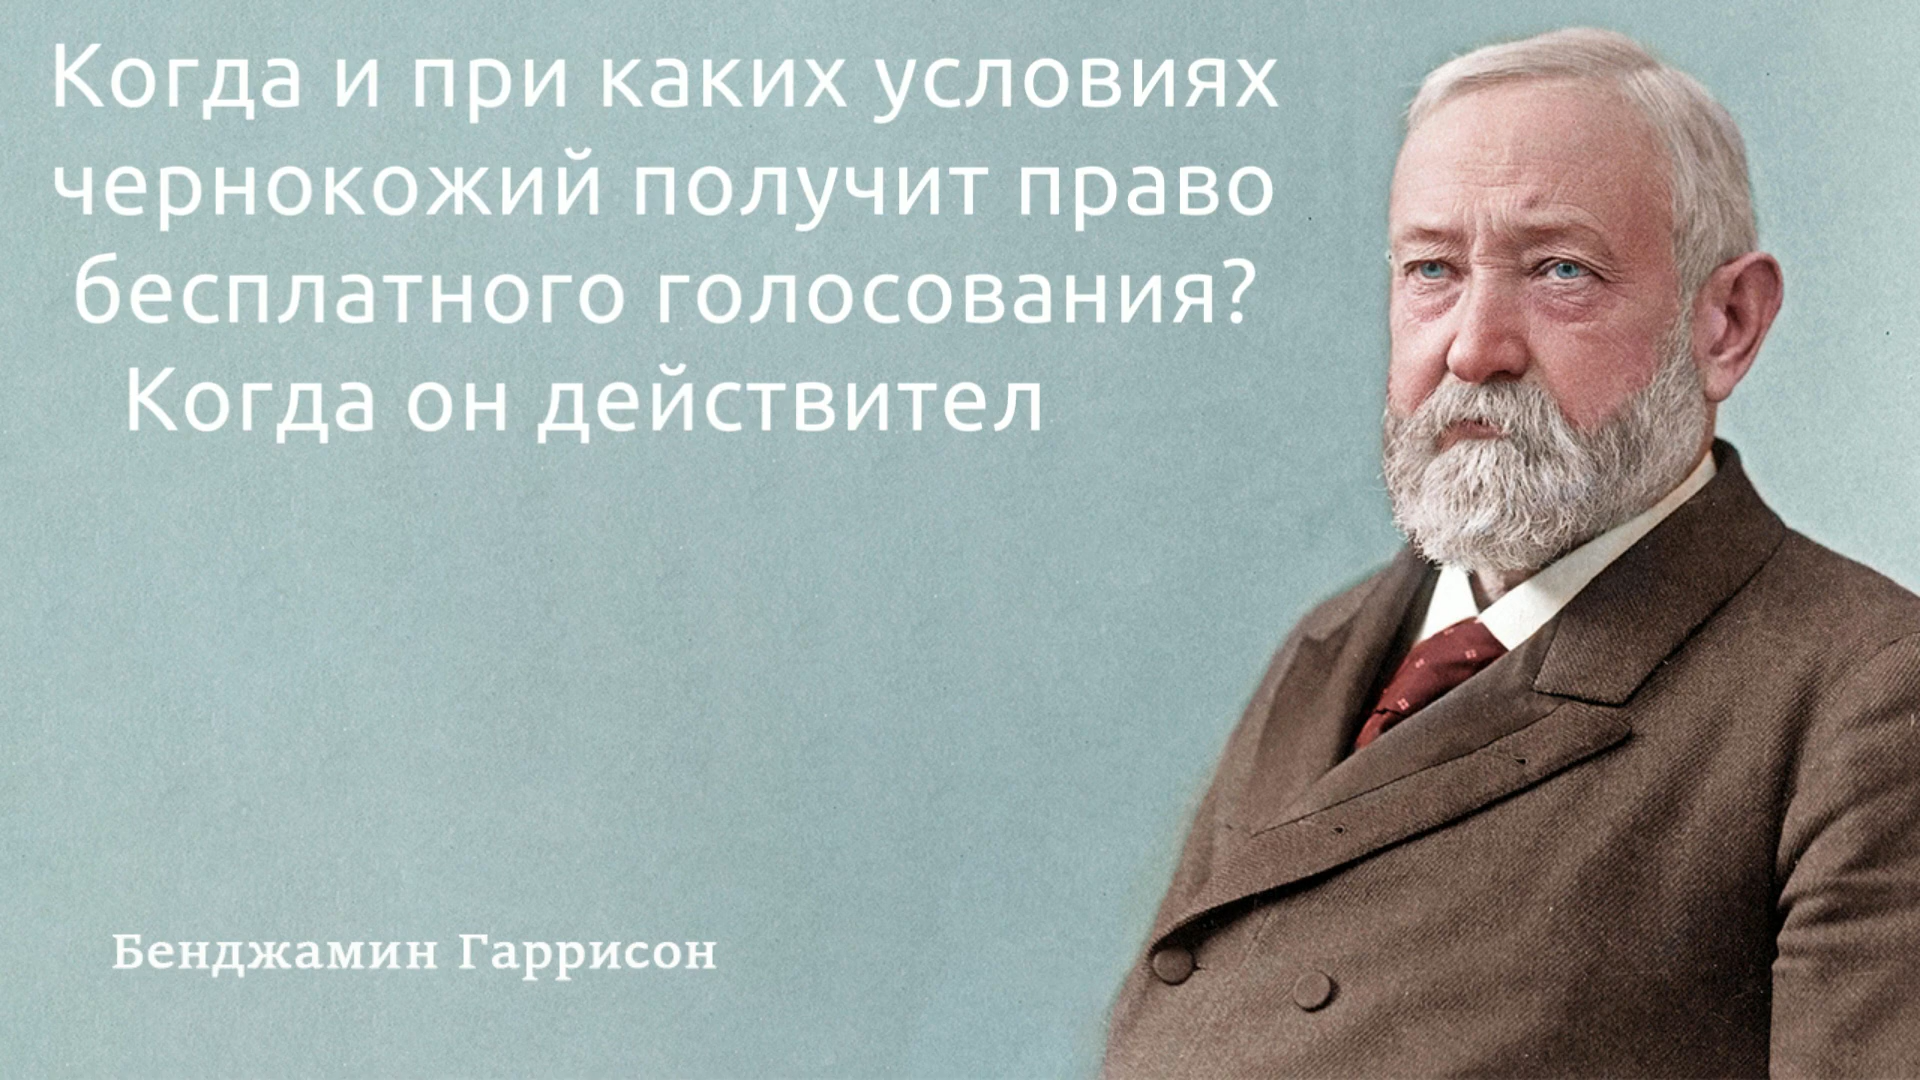 Когда и при каких условиях
чернокожий получит право
бесплатного голосования?
Когда он действител
Бенджамин Гаррисон